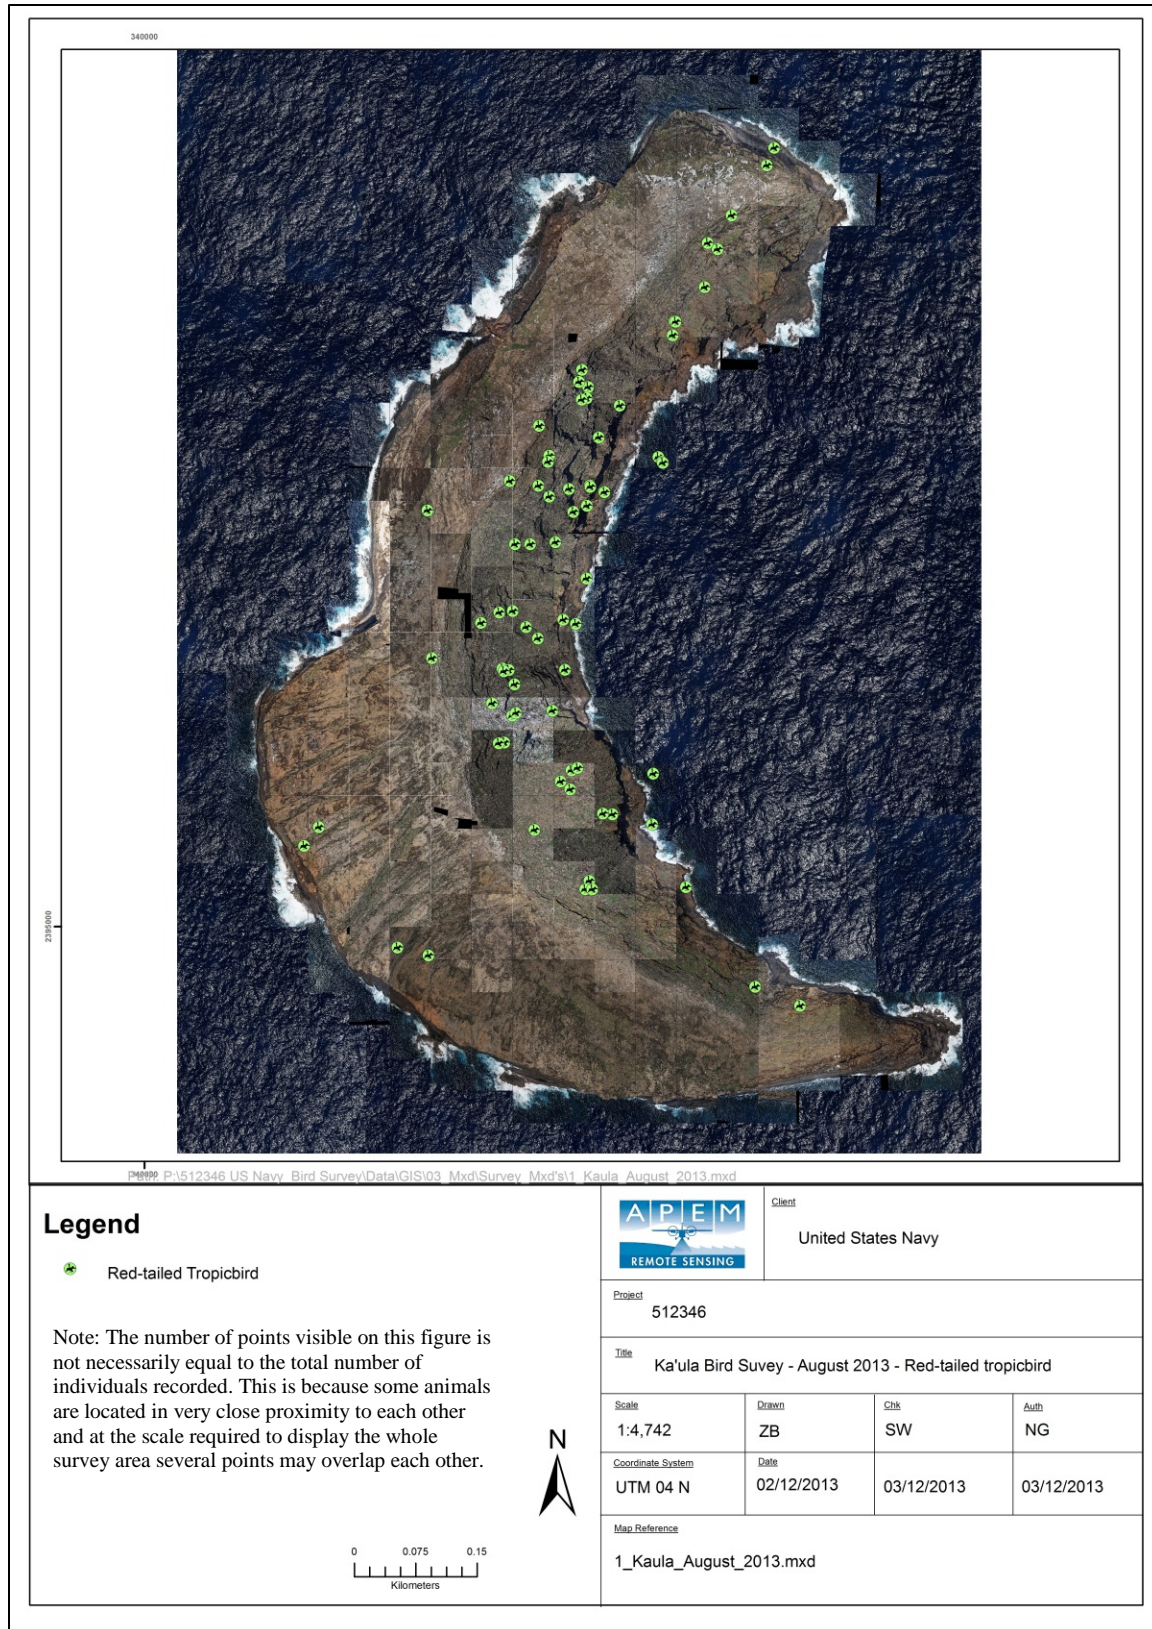 340000
2395000
340000
Path: P:\512346 US Navy_Bird Survey\Data\GIS\03_Mxd\Survey_Mxd's\1_Kaula_August_2013.mxd
Legend
Red-tailed Tropicbird
Note: The number of points visible on this figure is
not necessarily equal to the total number of
individuals recorded. This is because some animals
are located in very close proximity to each other
and at the scale required to display the whole
survey area several points may overlap each other.
N
0 0.075 0.15
Kilometers
APEM
REMOTE SENSING
Client
United States Navy
Project
512346
Title
Ka'ula Bird Suvey - August 2013 - Red-tailed tropicbird
Scale
1:4,742
Drawn
ZB
Chk
SW
Auth
NG
Coordinate System
UTM 04 N
Date
02/12/2013
03/12/2013
03/12/2013
Map Reference
1_Kaula_August_2013.mxd